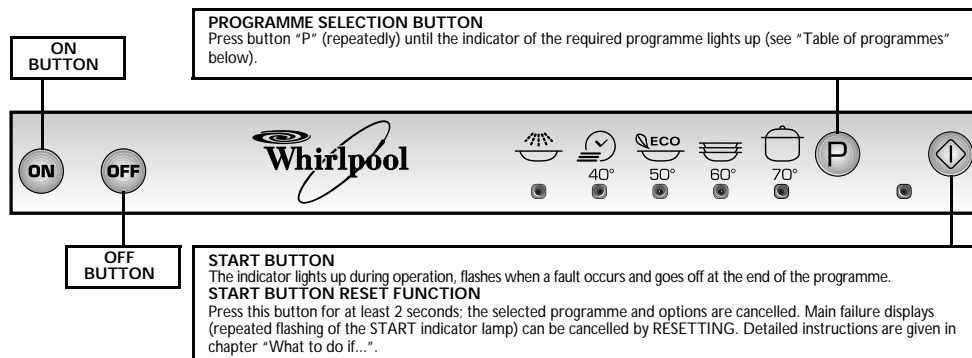 PROGRAMME SELECTION BUTTON
Press button “P” (repeatedly) until the indicator of the required programme lights up (see “Table of programmes”
below).
ON
BUTTON
Whirlpool
ON
OFF
ECO
P
40°
50°
60°
70°
OFF
BUTTON
START BUTTON
The indicator lights up during operation, flashes when a fault occurs and goes off at the end of the programme.
START BUTTON RESET FUNCTION
Press this button for at least 2 seconds; the selected programme and options are cancelled. Main failure displays
(repeated flashing of the START indicator lamp) can be cancelled by RESETTING. Detailed instructions are given in
chapter “What to do if...”.